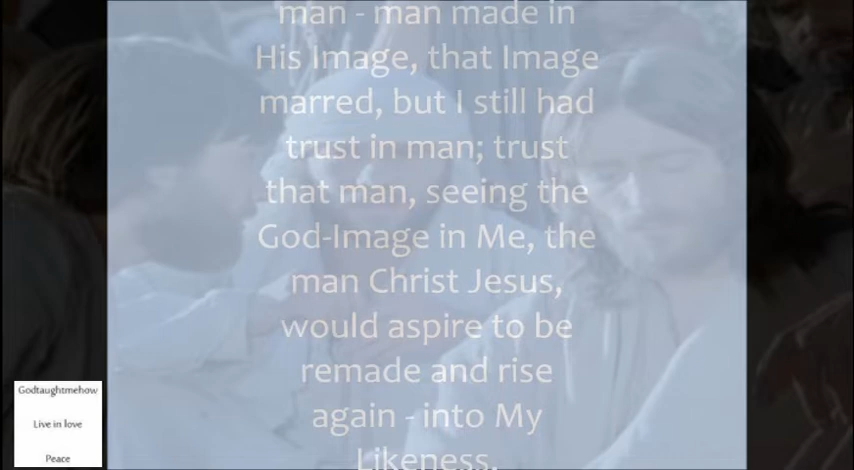 man - man made in
His Image, that Image
marred, but I still had
trust in man; trust
that man, seeing the
God-Image in Me, the
man Christ Jesus,
would aspire to be
remade and rise
again - into My
Likeness.
Godtaughtmehow
Live in love
Peace